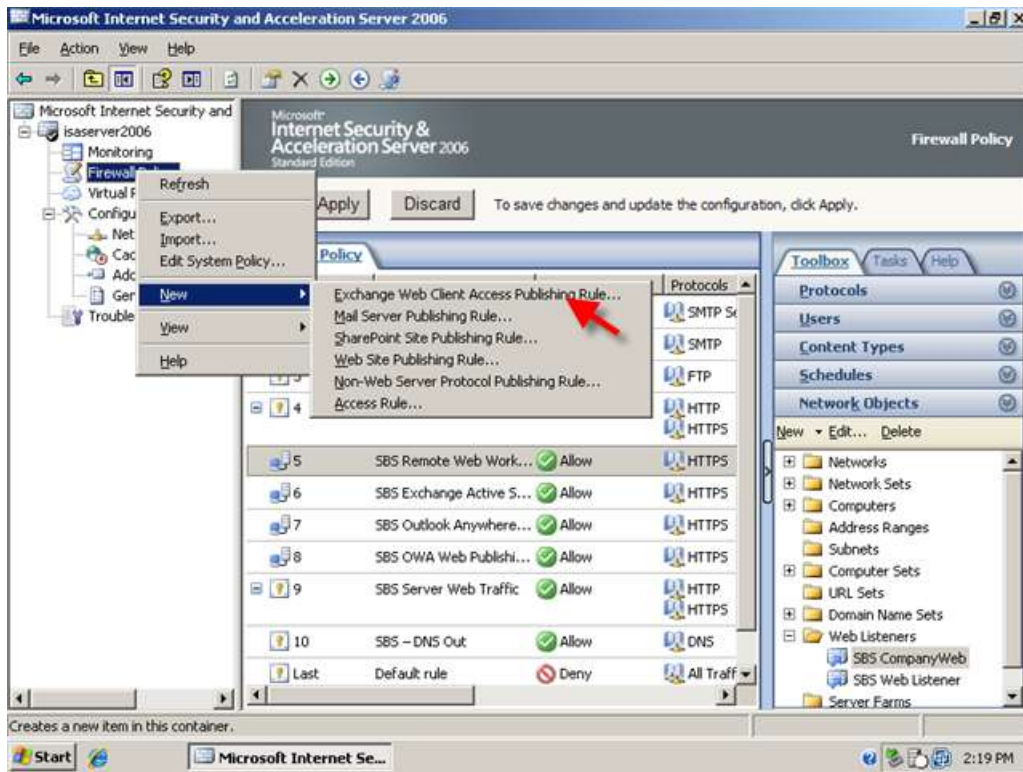 Microsoft Internet Security and Acceleration Server 2006
File Action View Help
Microsoft Internet Security and
isaserver2006
Monitoring
Firewall
Virtual
Configu
Net
Cac
Add
Gen
Trouble
Refresh
Export...
Import...
Edit System Policy...
New
View
Help
Exchange Web Client Access Publishing Rule...
Mail Server Publishing Rule...
SharePoint Site Publishing Rule...
Web Site Publishing Rule...
Non-Web Server Protocol Publishing Rule...
Access Rule...
Microsoft
Internet Security &
Acceleration Server 2006
Standard Edition
Firewall Policy
Apply Discard To save changes and update the configuration, click Apply.
Policy
Protocols
SMTP Se
SMTP
FTP
4 HTTP
HTTPS
5 SBS Remote Web Work... Allow HTTPS
6 SBS Exchange Active S... Allow HTTPS
7 SBS Outlook Anywhere... Allow HTTPS
8 SBS OWA Web Publishi... Allow HTTPS
9 SBS Server Web Traffic Allow HTTP
HTTPS
10 SBS – DNS Out Allow DNS
Last Default rule Deny All Traff
Toolbox Tasks Help
Protocols
Users
Content Types
Schedules
Network Objects
New Edit... Delete
Networks
Network Sets
Computers
Address Ranges
Subnets
Computer Sets
URL Sets
Domain Name Sets
Web Listeners
SBS CompanyWeb
SBS Web Listener
Server Farms
Creates a new item in this container.
Start Microsoft Internet Se... 2:19 PM